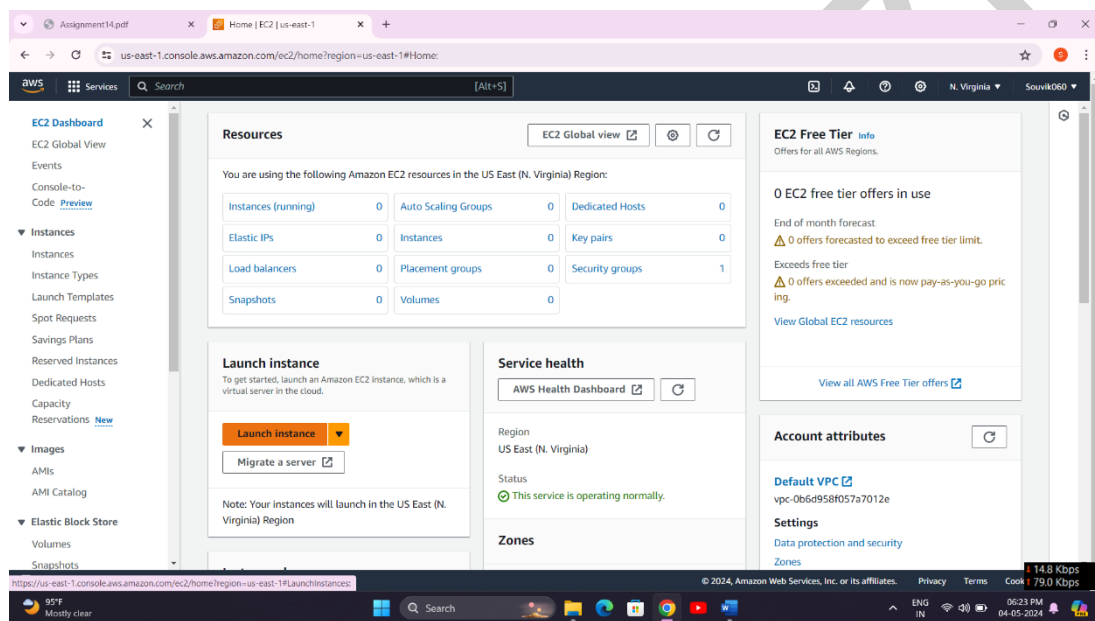 Assignment14.pdf
Home | EC2 | us-east-1
us-east-1.console.aws.amazon.com/ec2/home?region=us-east-1#Home:
S
aws
Services
Search
[Alt+S]
N. Virginia
Souvik060
EC2 Dashboard
EC2 Global View
Events
Console-to-
Code Preview
Instances
Instances
Instance Types
Launch Templates
Spot Requests
Savings Plans
Reserved Instances
Dedicated Hosts
Capacity
Reservations New
Images
AMIs
AMI Catalog
Elastic Block Store
Volumes
Snapshots
Resources
EC2 Global view
You are using the following Amazon EC2 resources in the US East (N. Virginia) Region:
Instances (running) 0
Auto Scaling Groups 0
Dedicated Hosts 0
Elastic IPs 0
Instances 0
Key pairs 0
Load balancers 0
Placement groups 0
Security groups 1
Snapshots 0
Volumes 0
Launch instance
To get started, launch an Amazon EC2 instance, which is a
virtual server in the cloud.
Launch instance
Migrate a server
Note: Your instances will launch in the US East (N.
Virginia) Region
Service health
AWS Health Dashboard
Region
US East (N. Virginia)
Status
This service is operating normally.
Zones
EC2 Free Tier Info
Offers for all AWS Regions.
0 EC2 free tier offers in use
End of month forecast
0 offers forecasted to exceed free tier limit.
Exceeds free tier
0 offers exceeded and is now pay-as-you-go pric
ing.
View Global EC2 resources
View all AWS Free Tier offers
Account attributes
Default VPC
vpc-0b6d958f057a7012e
Settings
Data protection and security
Zones
https://us-east-1.console.aws.amazon.com/ec2/home?region=us-east-1#LaunchInstances:
© 2024, Amazon Web Services, Inc. or its affiliates.
Privacy
Terms
Cook
14.8 Kbps
79.0 Kbps
95°F
Mostly clear
Search
ENG
IN
06:23 PM
04-05-2024